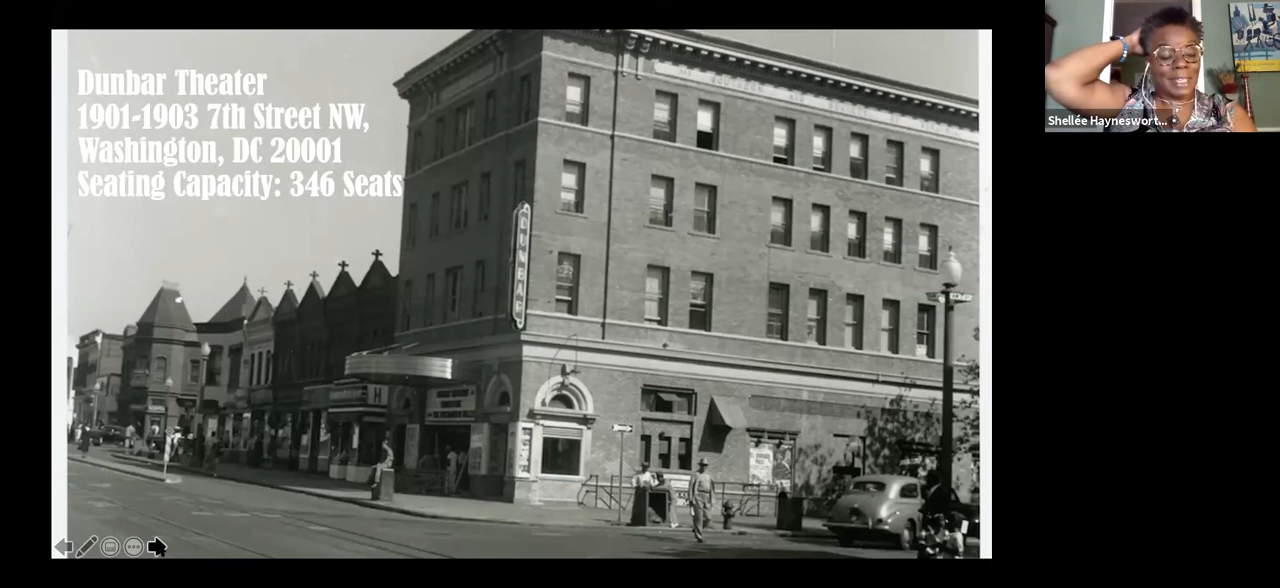 Dunbar Theater
1901-1903 7th Street NW,
Washington, DC 20001
Seating Capacity: 346 Seats
DUNBAR
H
Shellée Hayneswort...